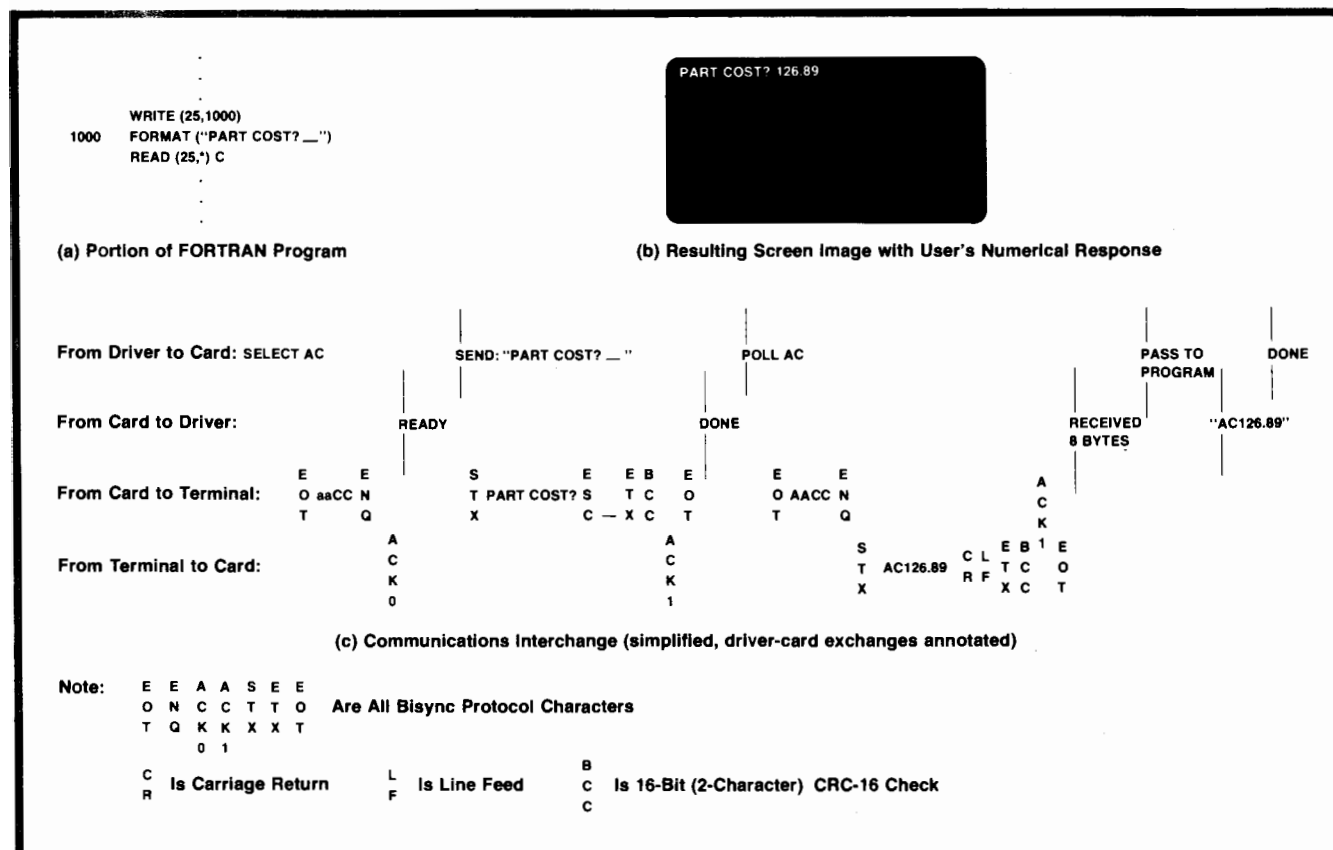 WRITE (25,1000)
1000 FORMAT ("PART COST? __")
READ (25,*) C
(a) Portion of FORTRAN Program
PART COST? 126.89
(b) Resulting Screen Image with User's Numerical Response
From Driver to Card: SELECT AC SEND: "PART COST? __ " POLL AC PASS TO PROGRAM DONE
From Card to Driver: READY DONE RECEIVED 8 BYTES "AC126.89"
From Card to Terminal: EOT aaCC ENQ STX PART COST? ESC — ETX BCC EOT EOT AACC ENQ ACK1
From Terminal to Card: ACK0 ACK1 STX AC126.89 CR LF ETX BCC EOT
(c) Communications Interchange (simplified, driver-card exchanges annotated)
Note: EOT ENQ ACK0 ACK1 STX ETX EOT Are All Bisync Protocol Characters
CR Is Carriage Return LF Is Line Feed BCC Is 16-Bit (2-Character) CRC-16 Check